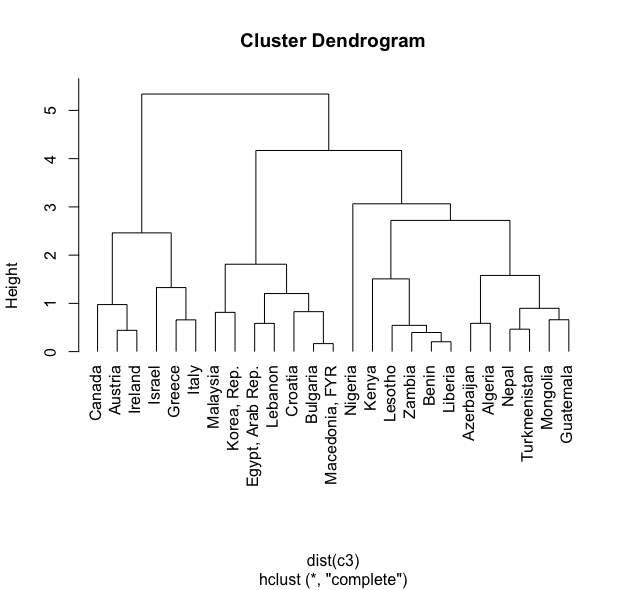 Cluster Dendrogram
Height
5
4
3
2
1
0
Canada
Austria
Ireland
Israel
Greece
Italy
Malaysia
Korea, Rep.
Egypt, Arab Rep.
Lebanon
Croatia
Bulgaria
Macedonia, FYR
Nigeria
Kenya
Lesotho
Zambia
Benin
Liberia
Azerbaijan
Algeria
Nepal
Turkmenistan
Mongolia
Guatemala
dist(c3)
hclust (*, "complete")